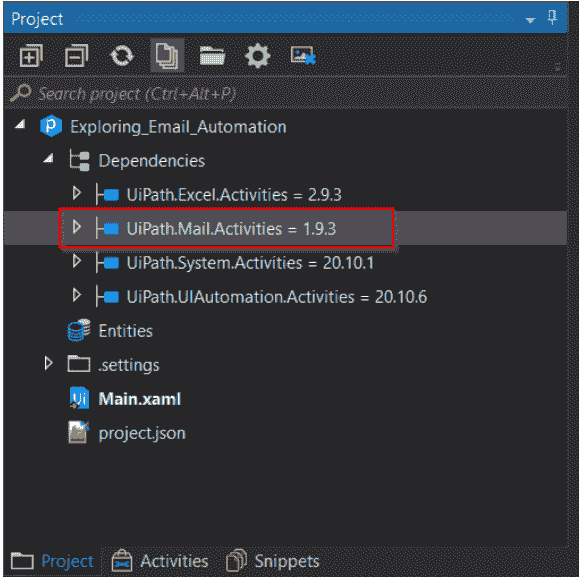 Project
Search project (Ctrl+Alt+P)
Exploring_Email_Automation
Dependencies
UiPath.Excel.Activities = 2.9.3
UiPath.Mail.Activities = 1.9.3
UiPath.System.Activities = 20.10.1
UiPath.UIAutomation.Activities = 20.10.6
Entities
.settings
Ui Main.xaml
project.json
Project Activities Snippets